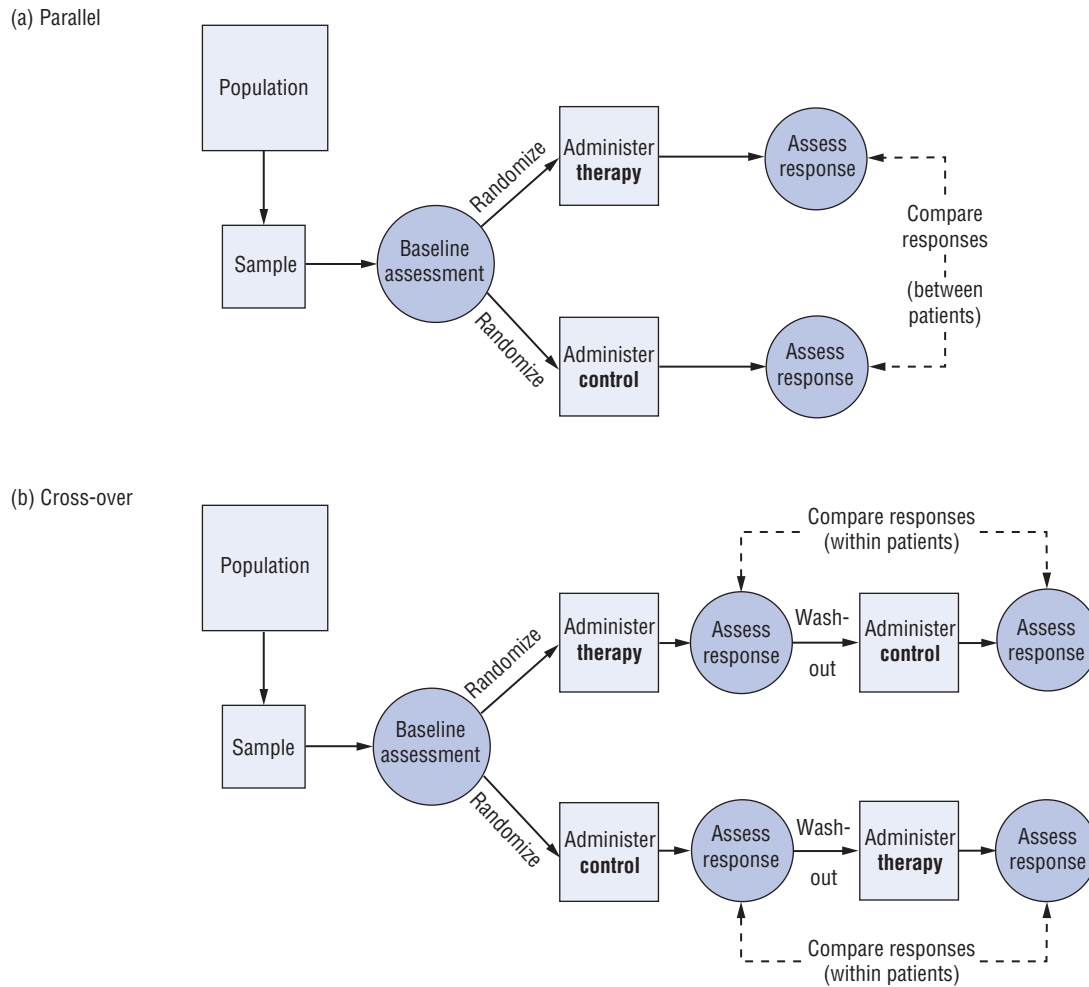 (a) Parallel
Population
Sample
Baseline
assessment
Randomize
Randomize
Administer
therapy
Administer
control
Assess
response
Assess
response
Compare
responses
(between
patients)
(b) Cross-over
Population
Sample
Baseline
assessment
Randomize
Randomize
Administer
therapy
Assess
response
Wash-
out
Administer
control
Assess
response
Compare responses
(within patients)
Administer
control
Assess
response
Wash-
out
Administer
therapy
Assess
response
Compare responses
(within patients)